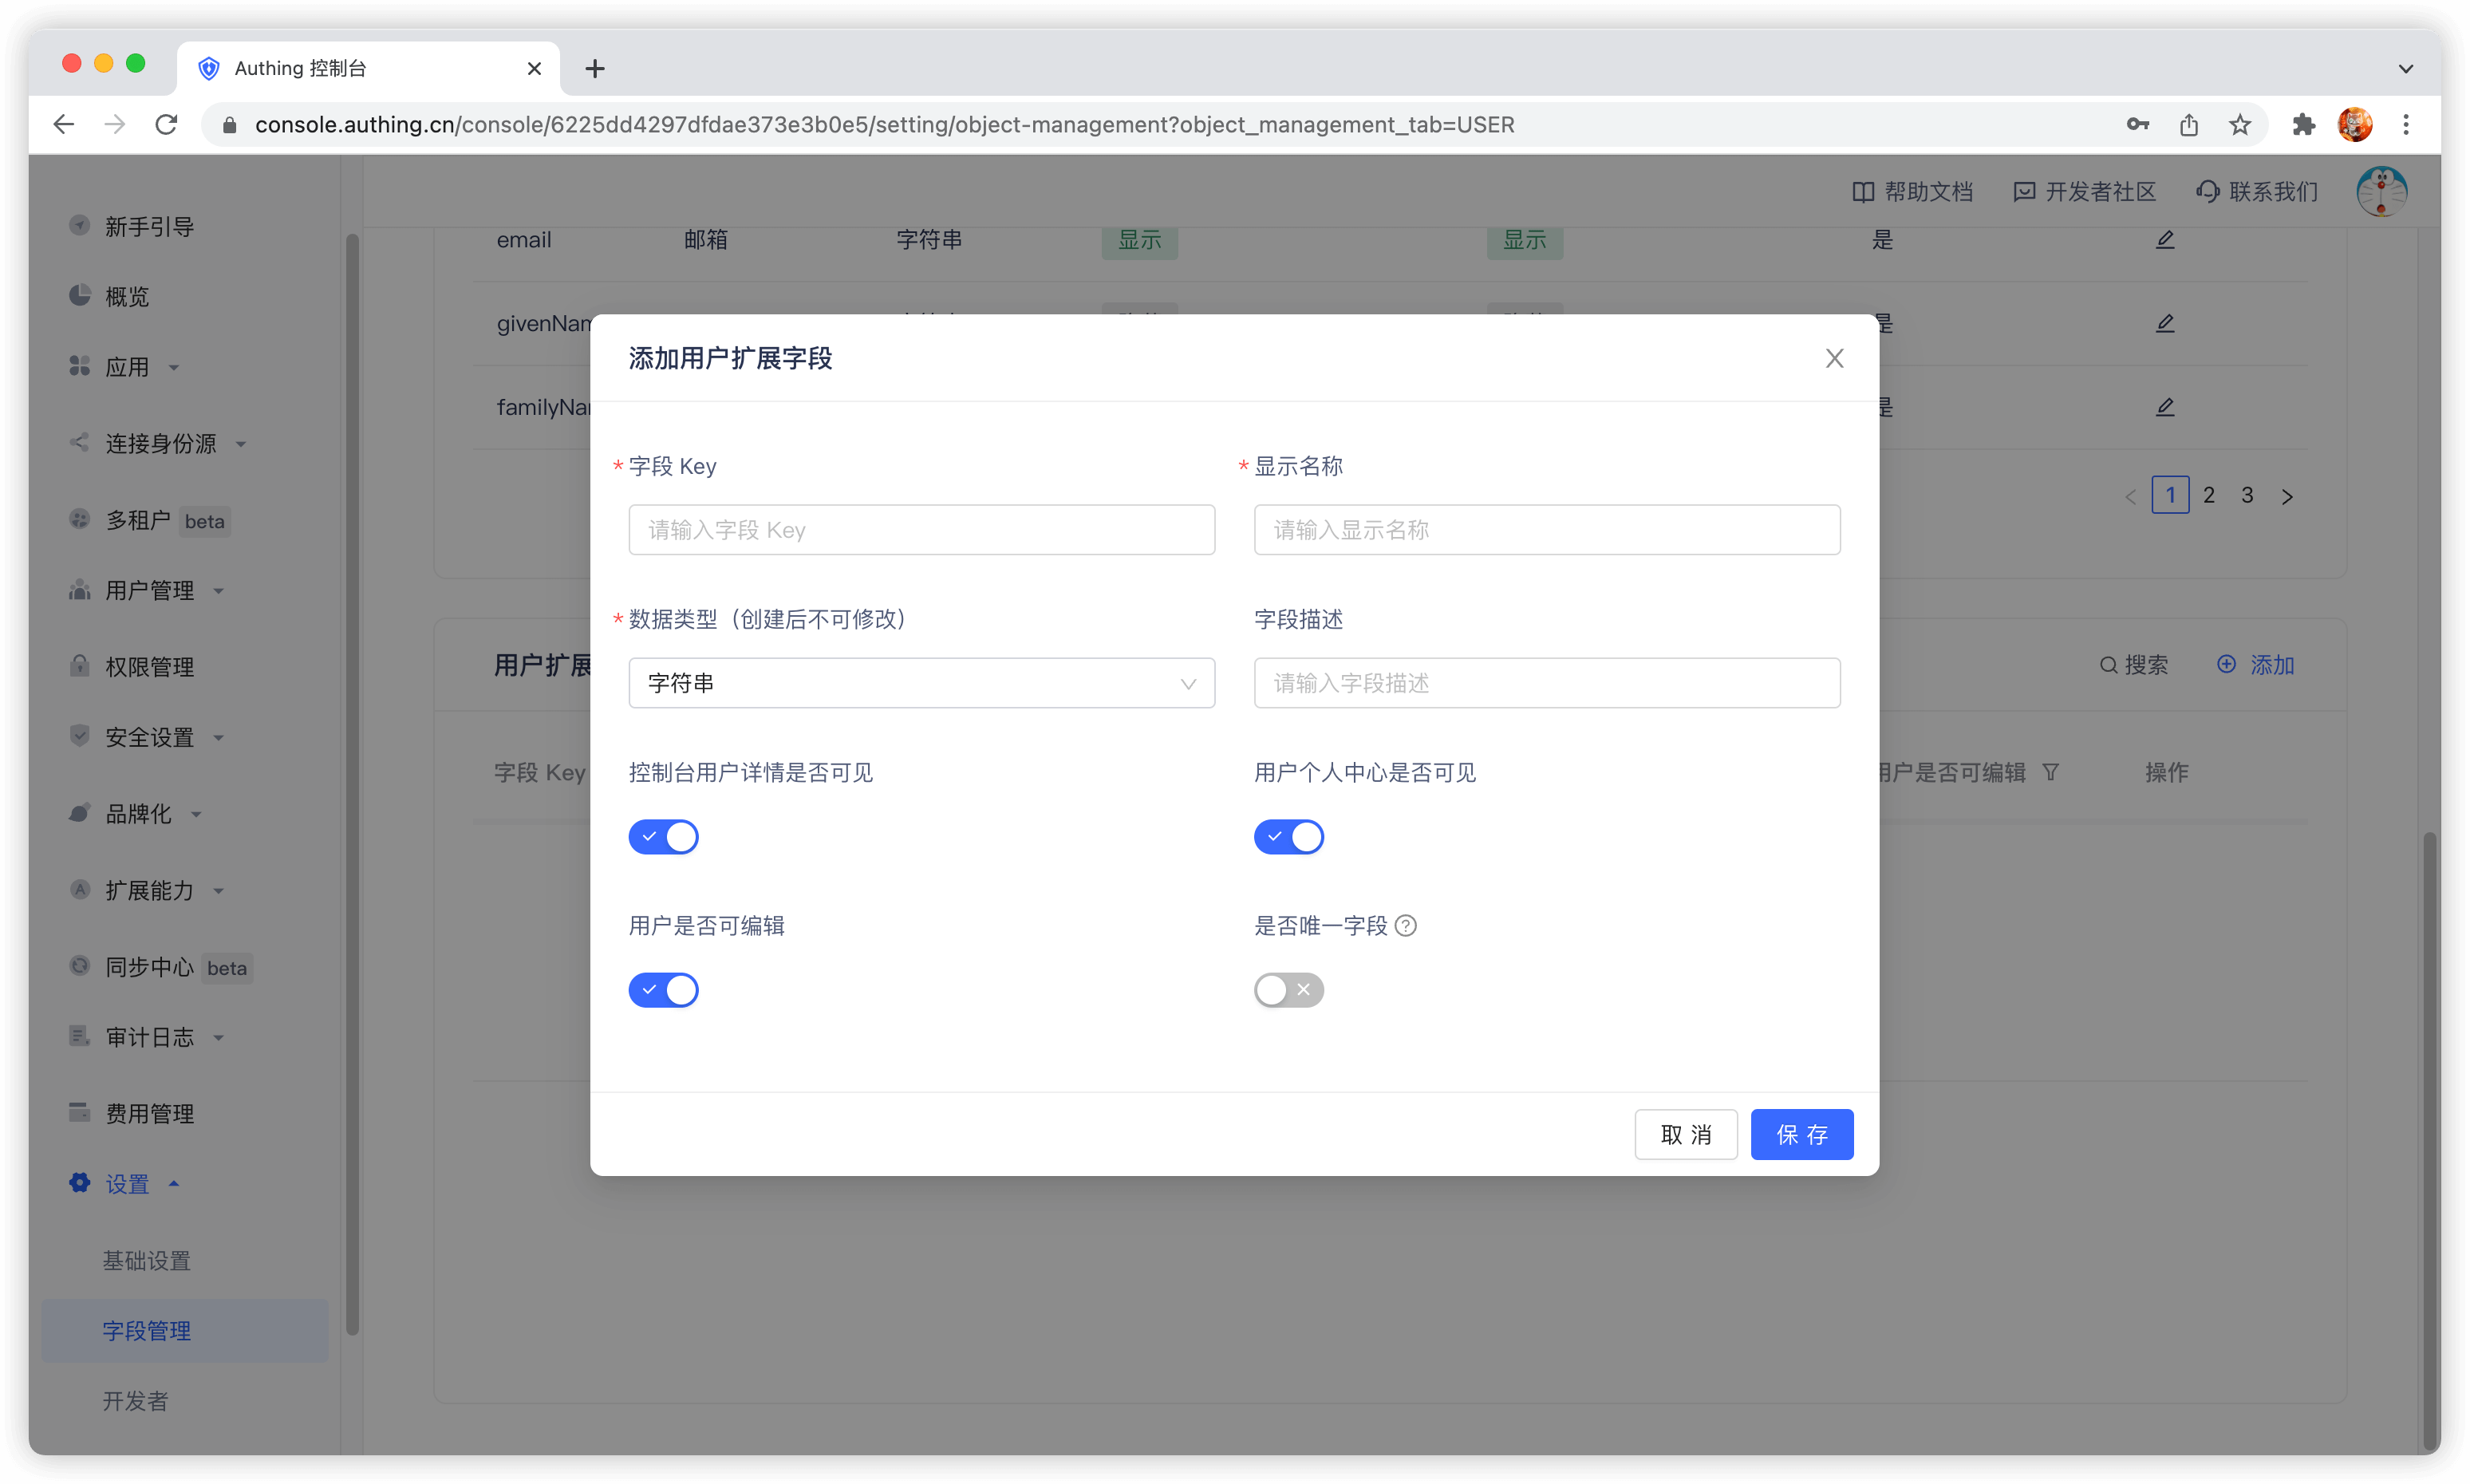 Authing 控制台
console.authing.cn/console/6225dd4297dfdae373e3b0e5/setting/object-management?object_management_tab=USER
帮助文档 开发者社区 联系我们
新手引导
概览
应用
连接身份源
多租户 beta
用户管理
权限管理
安全设置
品牌化
扩展能力
同步中心 beta
审计日志
费用管理
设置
基础设置
字段管理
开发者
email 邮箱 字符串 显示 显示 是
givenNam 是
familyNa 是
1 2 3
用户扩展 搜索 添加
字段 Key 用户是否可编辑 操作
添加用户扩展字段
* 字段 Key
请输入字段 Key
* 显示名称
请输入显示名称
* 数据类型（创建后不可修改）
字符串
字段描述
请输入字段描述
控制台用户详情是否可见
用户个人中心是否可见
用户是否可编辑
是否唯一字段 ?
取 消 保 存